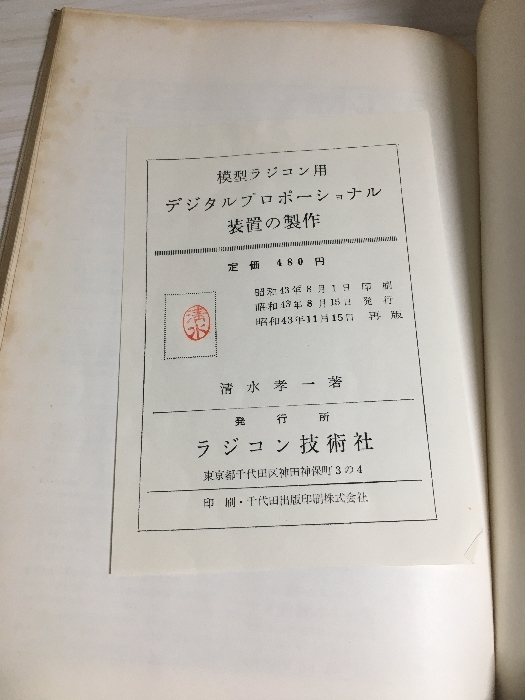 模型ラジコン用
デジタルプロポーショナル
装置の製作
定価 480円
昭和43年8月1日 印刷
昭和43年8月15日 発行
昭和43年11月15日 再版
清水
清水孝一著
発行所
ラジコン技術社
東京都千代田区神田神保町3の4
印刷・千代田出版印刷株式会社